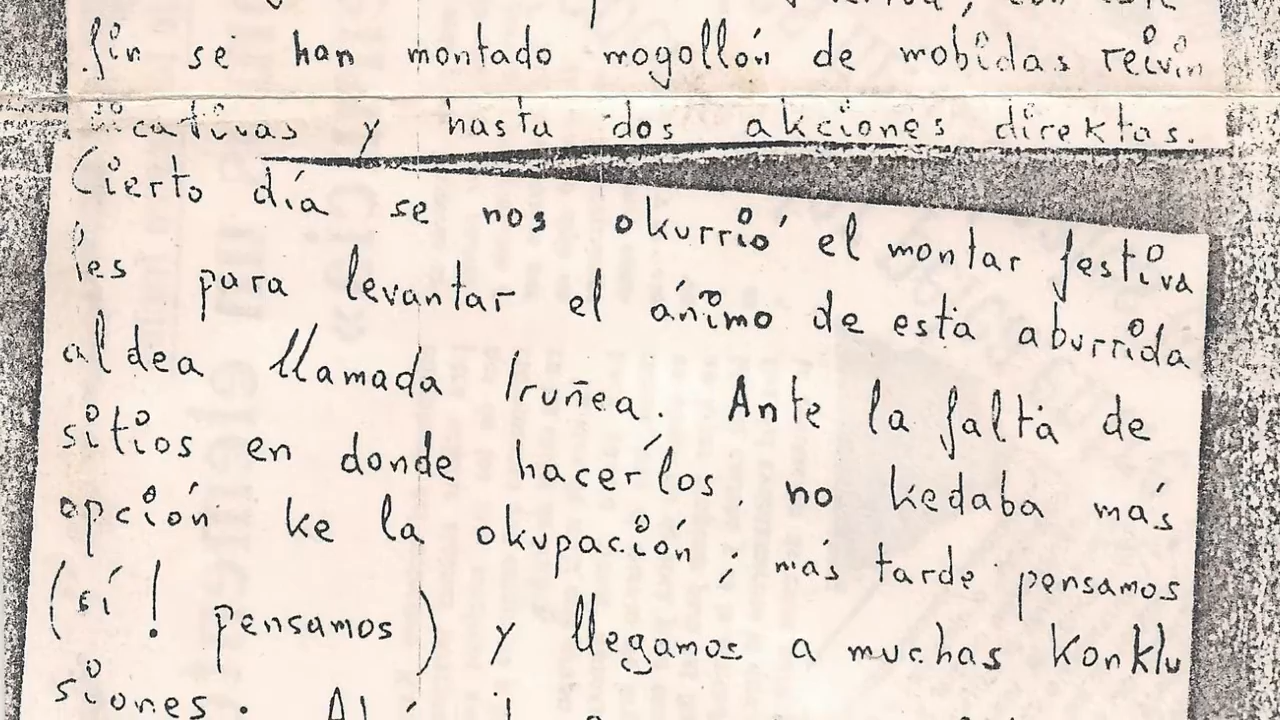 fin se han montado mogollón de mobidas reivin
dicativas y hasta dos akciones direktas.
Cierto día se nos okurrió el montar festiva
les para levantar el ánimo de esta aburrida
aldea llamada Iruñea. Ante la falta de
sitios en donde hacerlos, no kedaba más
opción ke la okupación; más tarde pensamos
(sí! pensamos) y llegamos a muchas konklu
siones.